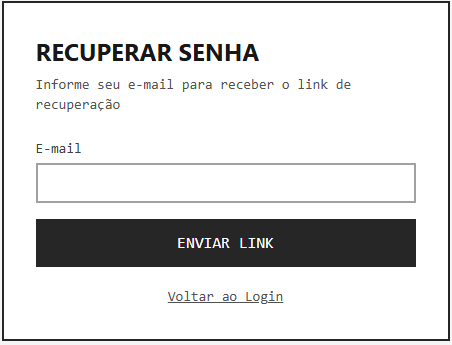 RECUPERAR SENHA
Informe seu e-mail para receber o link de
recuperação
E-mail
ENVIAR LINK
Voltar ao Login